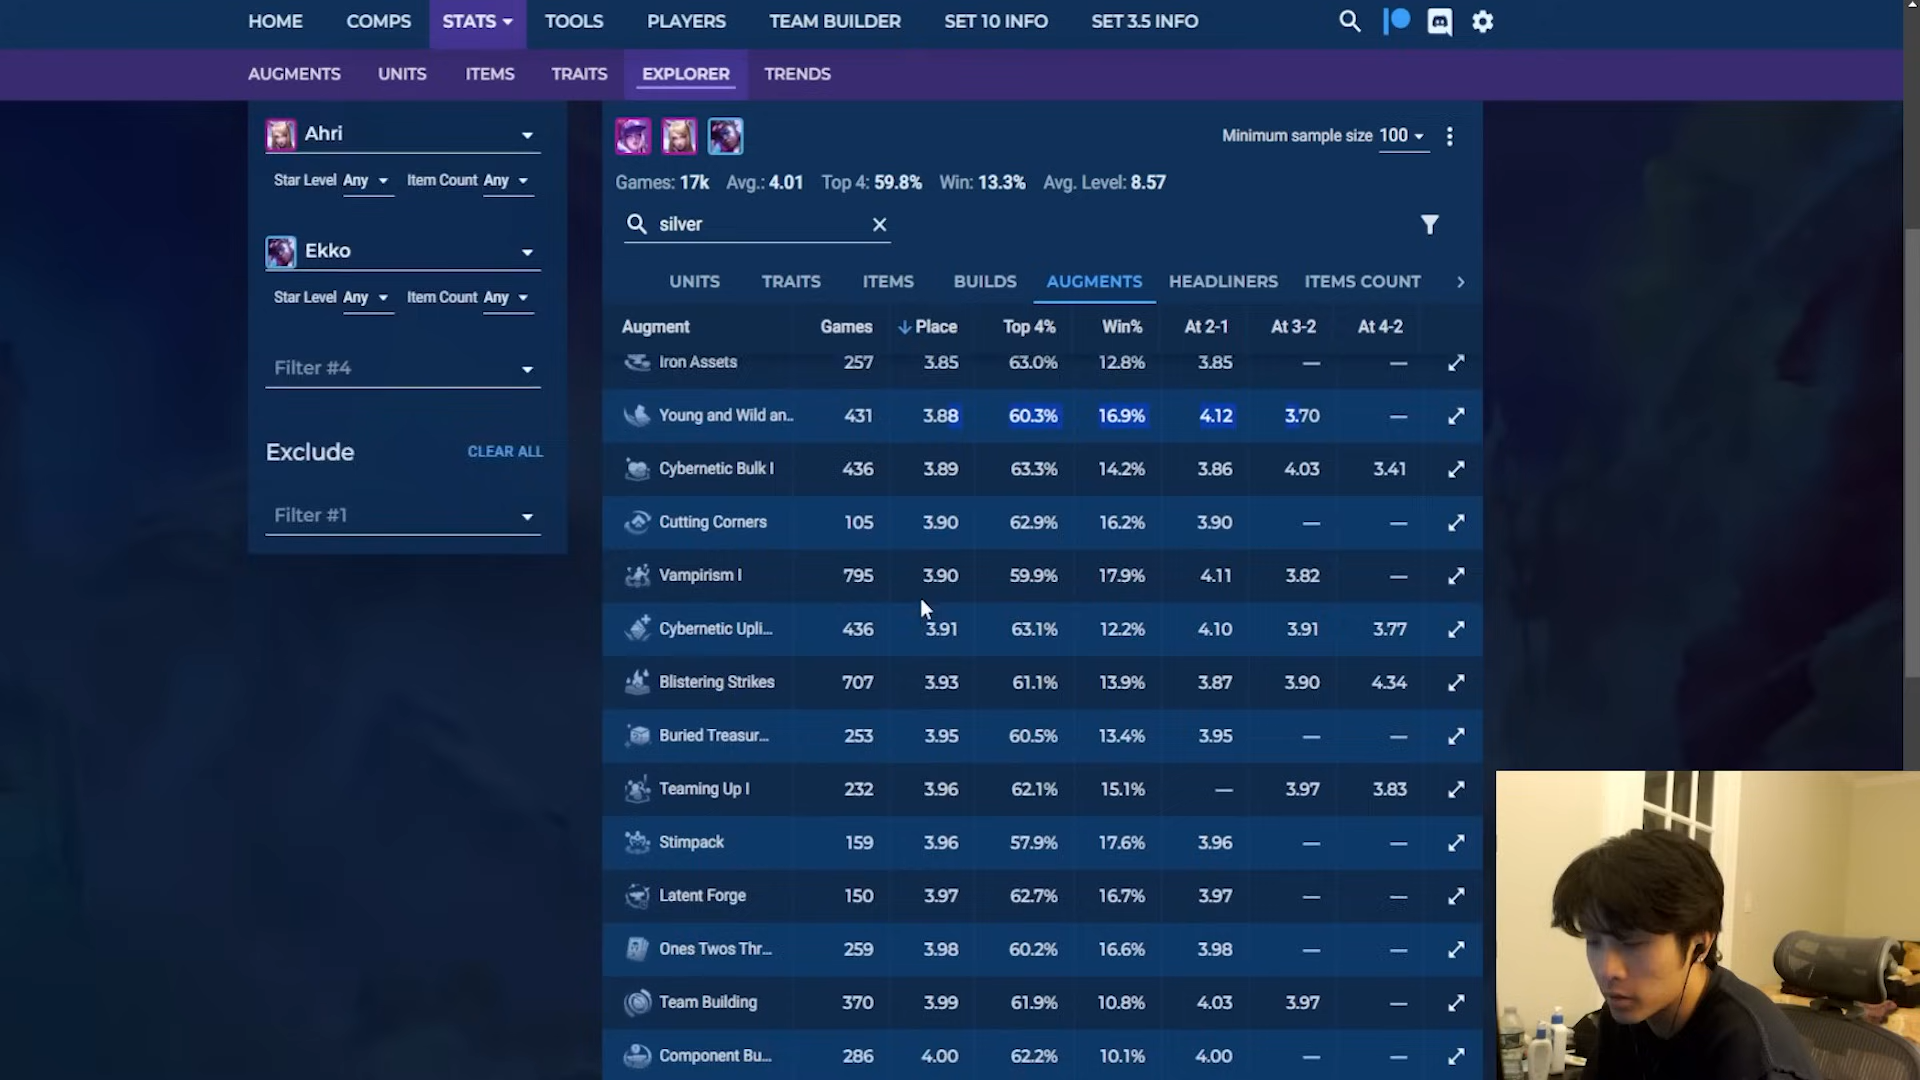 HOME COMPS STATS TOOLS PLAYERS TEAM BUILDER SET 10 INFO SET 3.5 INFO
AUGMENTS UNITS ITEMS TRAITS EXPLORER TRENDS
Ahri
Star Level Any Item Count Any
Ekko
Star Level Any Item Count Any
Filter #4
Exclude CLEAR ALL
Filter #1
Minimum sample size 100
Games: 17k Avg.: 4.01 Top 4: 59.8% Win: 13.3% Avg. Level: 8.57
silver
UNITS TRAITS ITEMS BUILDS AUGMENTS HEADLINERS ITEMS COUNT
Augment Games Place Top 4% Win% At 2-1 At 3-2 At 4-2
Iron Assets 257 3.85 63.0% 12.8% 3.85 — —
Young and Wild an.. 431 3.88 60.3% 16.9% 4.12 3.70 —
Cybernetic Bulk I 436 3.89 63.3% 14.2% 3.86 4.03 3.41
Cutting Corners 105 3.90 62.9% 16.2% 3.90 — —
Vampirism I 795 3.90 59.9% 17.9% 4.11 3.82 —
Cybernetic Upli... 436 3.91 63.1% 12.2% 4.10 3.91 3.77
Blistering Strikes 707 3.93 61.1% 13.9% 3.87 3.90 4.34
Buried Treasur... 253 3.95 60.5% 13.4% 3.95 — —
Teaming Up I 232 3.96 62.1% 15.1% — 3.97 3.83
Stimpack 159 3.96 57.9% 17.6% 3.96 — —
Latent Forge 150 3.97 62.7% 16.7% 3.97 — —
Ones Twos Thr... 259 3.98 60.2% 16.6% 3.98 — —
Team Building 370 3.99 61.9% 10.8% 4.03 3.97 —
Component Bu... 286 4.00 62.2% 10.1% 4.00 — —